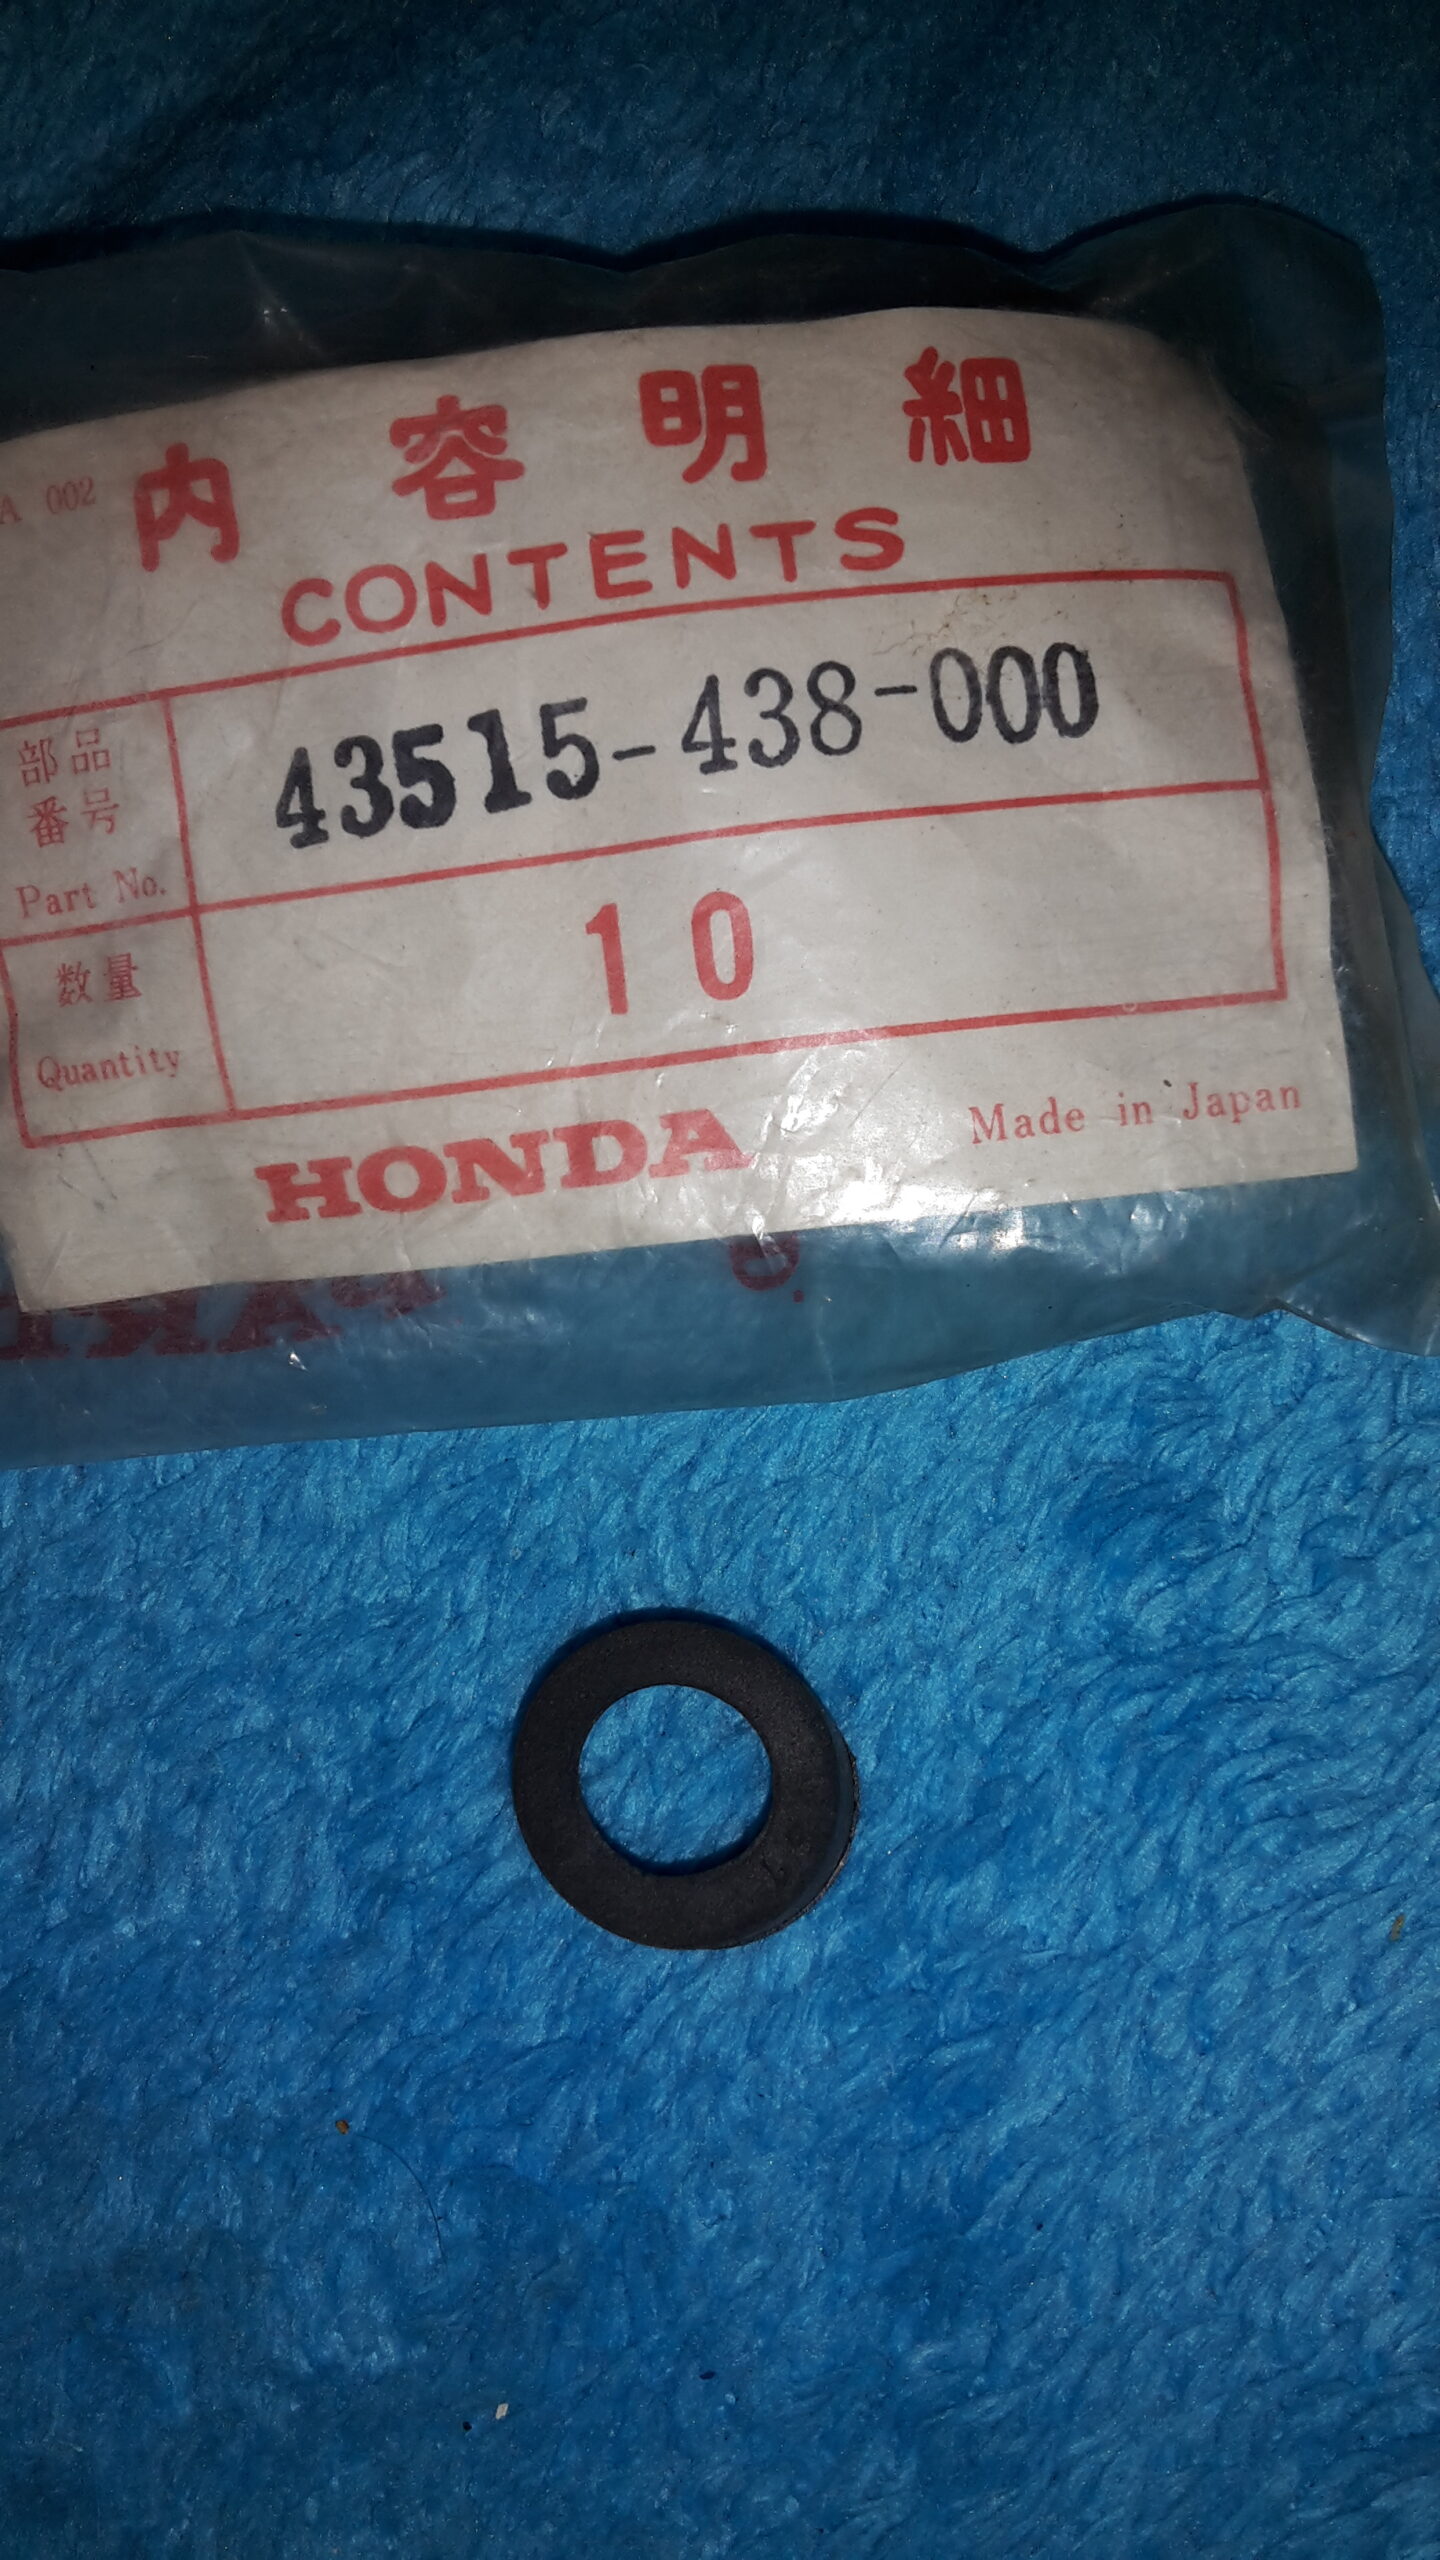 A 002
内容明細
CONTENTS
部品番号
Part No.
43515-438-000
数量
Quantity
10
HONDA
Made in Japan